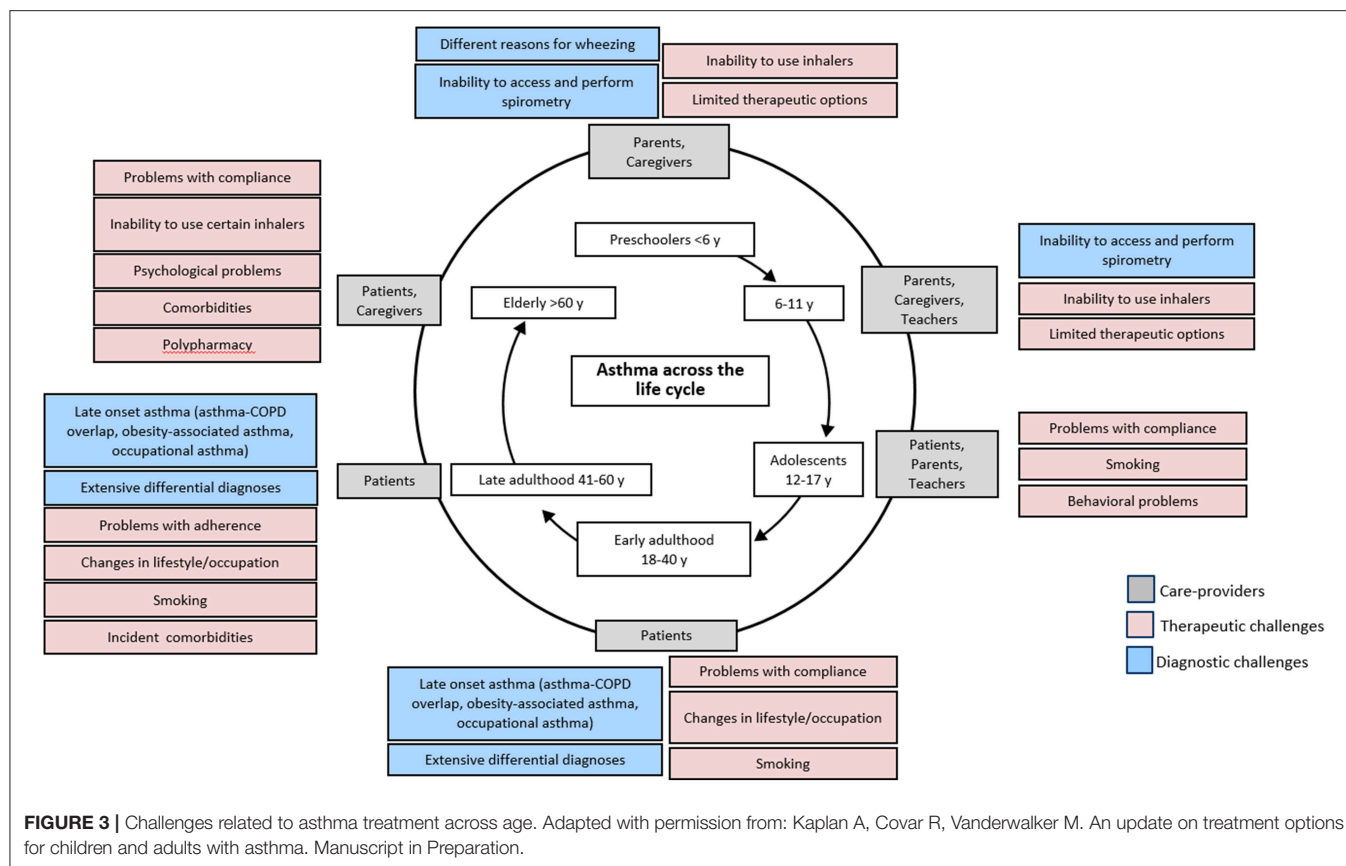 Different reasons for wheezing
Inability to access and perform
spirometry
Inability to use inhalers
Limited therapeutic options
Parents,
Caregivers
Problems with compliance
Inability to use certain inhalers
Psychological problems
Comorbidities
Polypharmacy
Patients,
Caregivers
Preschoolers <6 y
Elderly >60 y
6-11 y
Parents,
Caregivers,
Teachers
Inability to access and perform
spirometry
Inability to use inhalers
Limited therapeutic options
Asthma across the
life cycle
Late onset asthma (asthma-COPD
overlap, obesity-associated asthma,
occupational asthma)
Extensive differential diagnoses
Problems with adherence
Changes in lifestyle/occupation
Smoking
Incident comorbidities
Patients
Late adulthood 41-60 y
Adolescents
12-17 y
Patients,
Parents,
Teachers
Problems with compliance
Smoking
Behavioral problems
Early adulthood
18-40 y
Patients
Late onset asthma (asthma-COPD
overlap, obesity-associated asthma,
occupational asthma)
Extensive differential diagnoses
Problems with compliance
Changes in lifestyle/occupation
Smoking
Care-providers
Therapeutic challenges
Diagnostic challenges
FIGURE 3 | Challenges related to asthma treatment across age. Adapted with permission from: Kaplan A, Covar R, Vanderwalker M. An update on treatment options
for children and adults with asthma. Manuscript in Preparation.